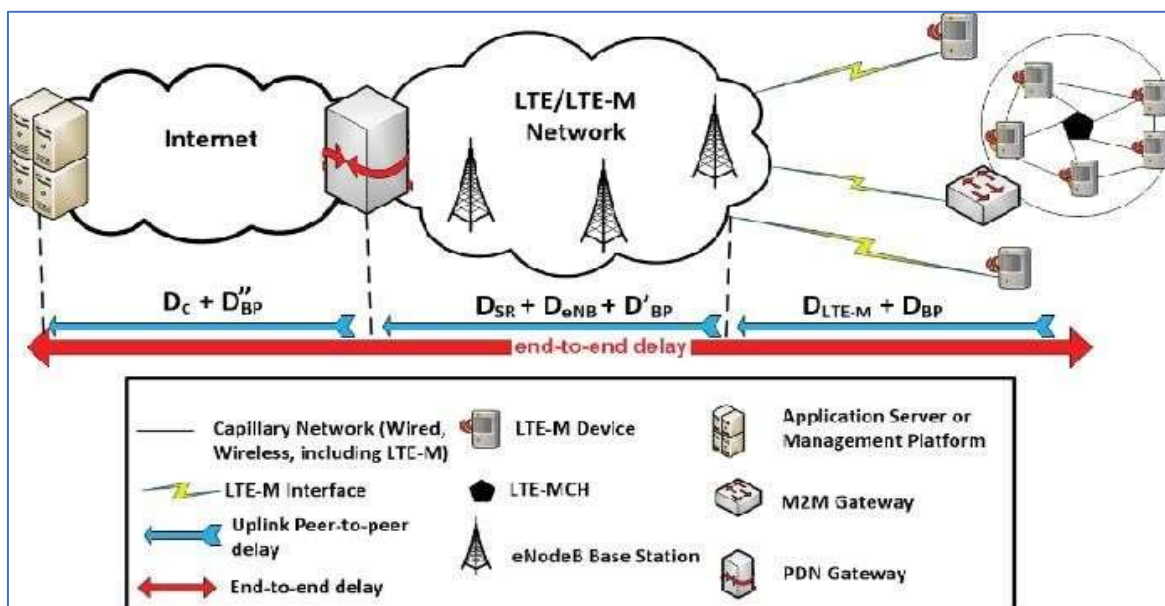 LTE/LTE-M
Network
Internet
D_C + D''_BP
D_SR + D_eNB + D'_BP
D_LTE-M + D_BP
end-to-end delay
Capillary Network (Wired,
Wireless, including LTE-M)
LTE-M Interface
Uplink Peer-to-peer
delay
End-to-end delay
LTE-M Device
LTE-MCH
eNodeB Base Station
Application Server or
Management Platform
M2M Gateway
PDN Gateway